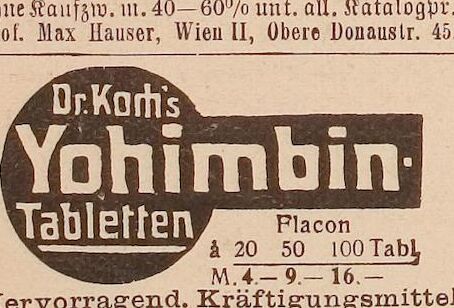 ohne Kaufzw. m. 40—60% unt. all. Katalogpr.
Prof. Max Hauser, Wien II, Obere Donaustr. 45
Dr. Koch's
Yohimbin-
Tabletten
Flacon
à 20 50 100 Tabl.
M. 4.— 9.— 16.—
Hervorragend. Kräftigungsmittel